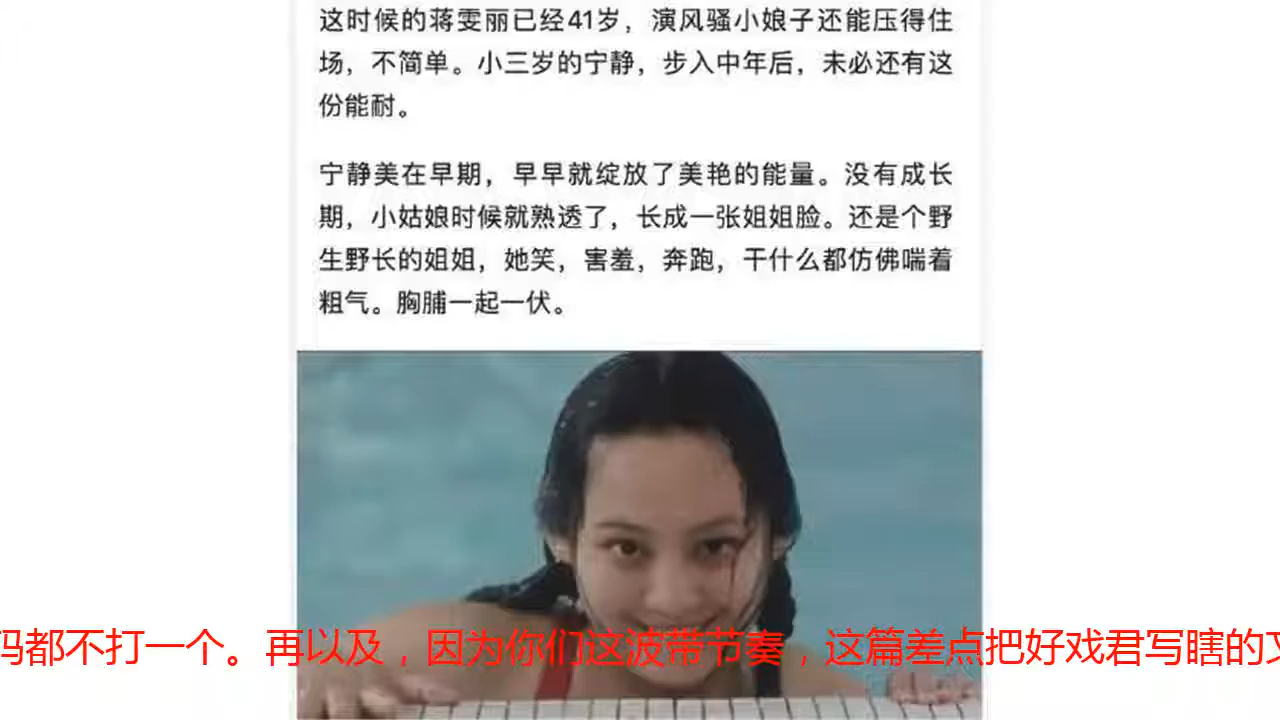 这时候的蒋雯丽已经41岁，演风骚小娘子还能压得住
场，不简单。小三岁的宁静，步入中年后，未必还有这
份能耐。
宁静美在早期，早早就绽放了美艳的能量。没有成长
期，小姑娘时候就熟透了，长成一张姐姐脸。还是个野
生野长的姐姐，她笑，害羞，奔跑，干什么都仿佛喘着
粗气。胸脯一起一伏。
码都不打一个。再以及，因为你们这波带节奏，这篇差点把好戏君写瞎的文